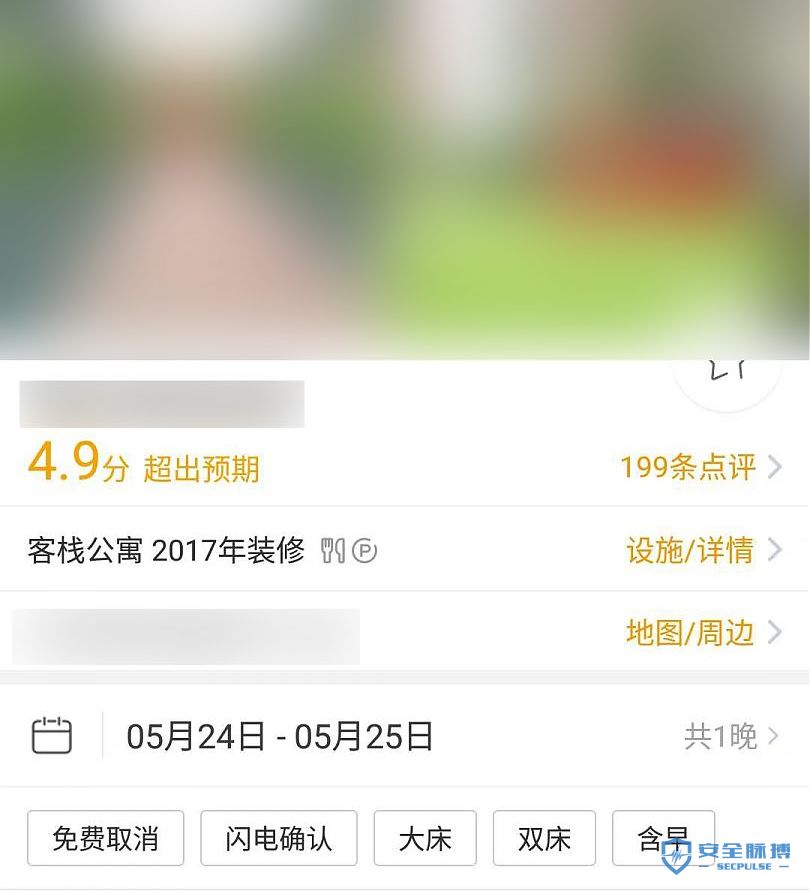 4.9分 超出预期 199条点评
客栈公寓 2017年装修 P 设施/详情
地图/周边
05月24日 - 05月25日 共1晚
免费取消 闪电确认 大床 双床 含早
安全脉搏
SECPULSE